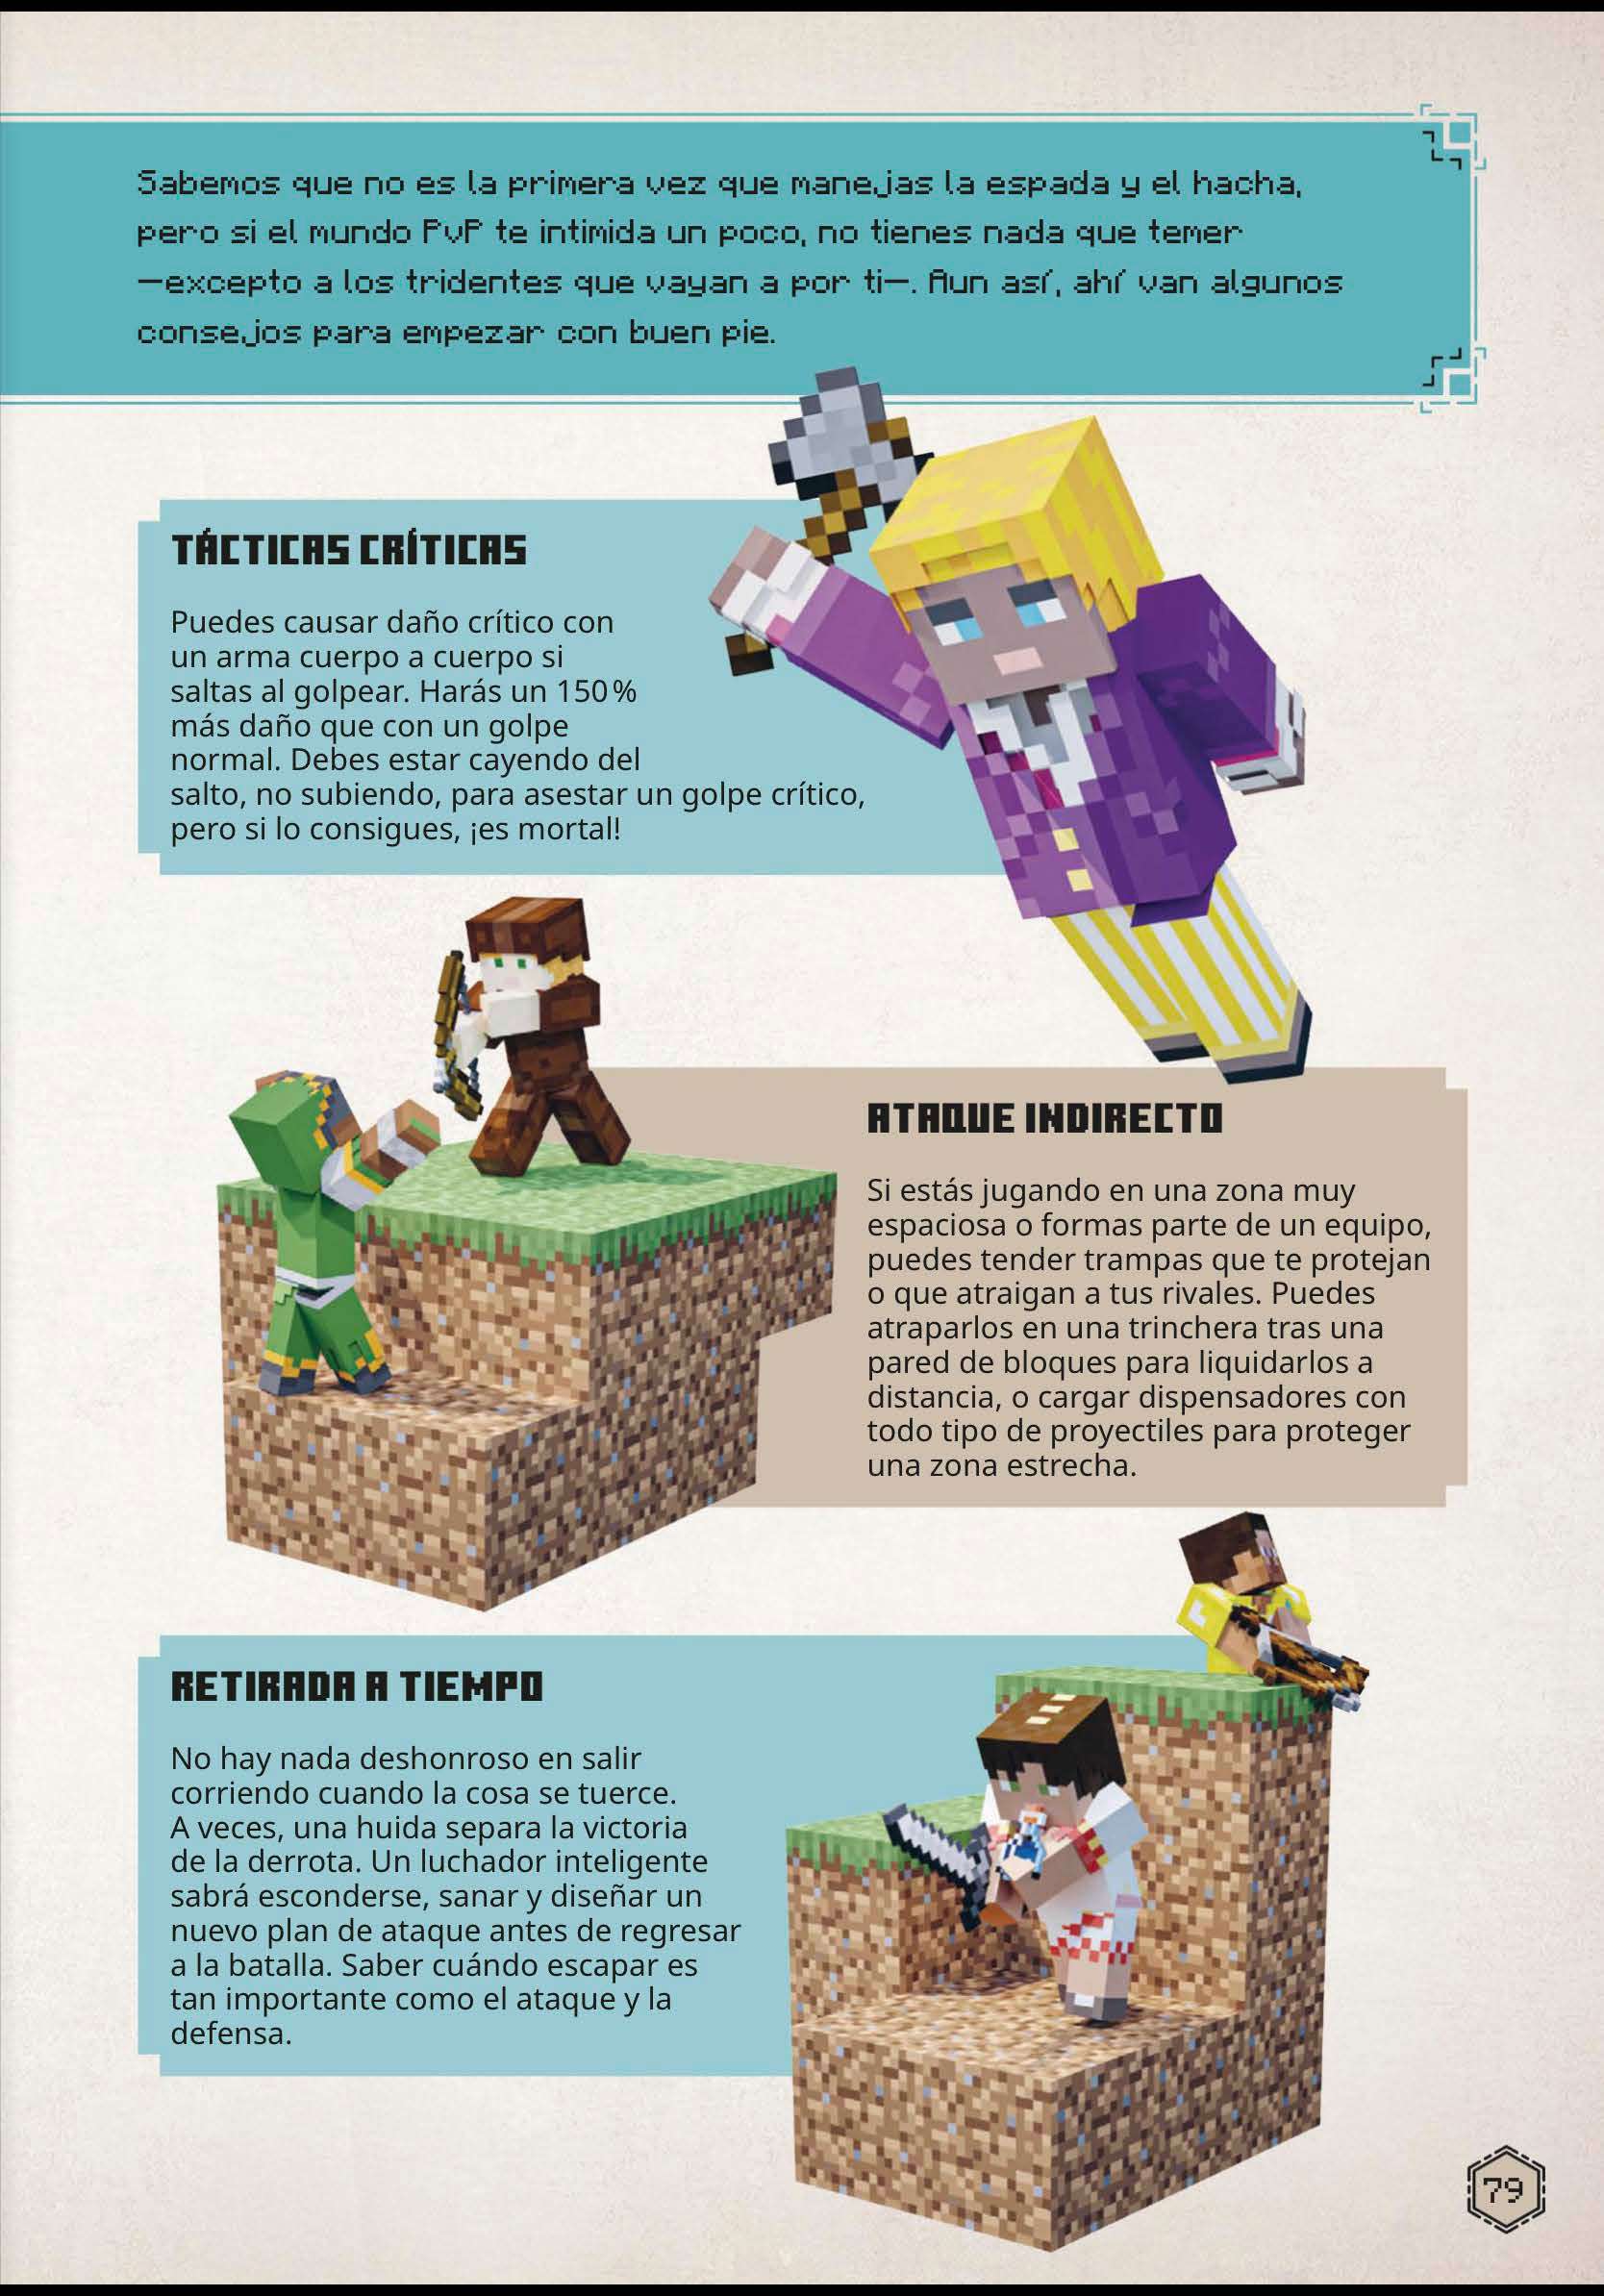 Sabemos que no es la primera vez que manejas la espada y el hacha,
pero si el mundo PvP te intimida un poco, no tienes nada que temer
—excepto a los tridentes que vayan a por ti—. Aun así, ahí van algunos
consejos para empezar con buen pie.
TÁCTICAS CRÍTICAS
Puedes causar daño crítico con
un arma cuerpo a cuerpo si
saltas al golpear. Harás un 150 %
más daño que con un golpe
normal. Debes estar cayendo del
salto, no subiendo, para asestar un golpe crítico,
pero si lo consigues, ¡es mortal!
ATAQUE INDIRECTO
Si estás jugando en una zona muy
espaciosa o formas parte de un equipo,
puedes tender trampas que te protejan
o que atraigan a tus rivales. Puedes
atraparlos en una trinchera tras una
pared de bloques para liquidarlos a
distancia, o cargar dispensadores con
todo tipo de proyectiles para proteger
una zona estrecha.
RETIRADA A TIEMPO
No hay nada deshonroso en salir
corriendo cuando la cosa se tuerce.
A veces, una huida separa la victoria
de la derrota. Un luchador inteligente
sabrá esconderse, sanar y diseñar un
nuevo plan de ataque antes de regresar
a la batalla. Saber cuándo escapar es
tan importante como el ataque y la
defensa.
79